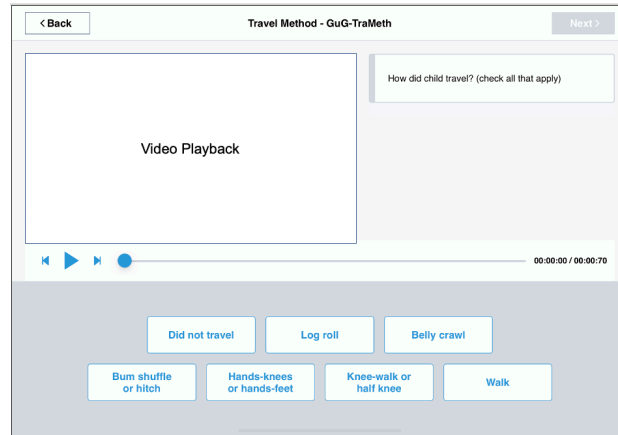 < Back
Travel Method - GuG-TraMeth
Next >
How did child travel? (check all that apply)
Video Playback
00:00:00 / 00:00:70
Did not travel
Log roll
Belly crawl
Bum shuffle
or hitch
Hands-knees
or hands-feet
Knee-walk or
half knee
Walk